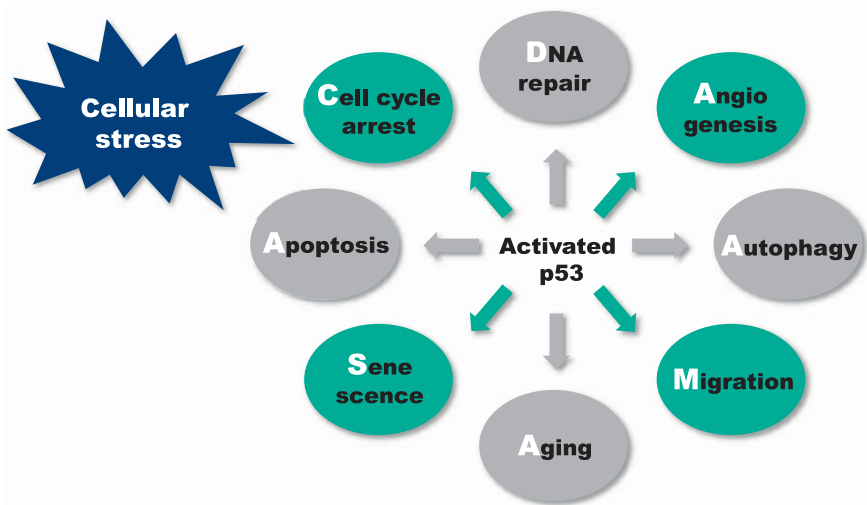 Cellular
stress
Cell cycle
arrest
DNA
repair
Angio
genesis
Apoptosis
Activated
p53
Autophagy
Sene
scence
Aging
Migration